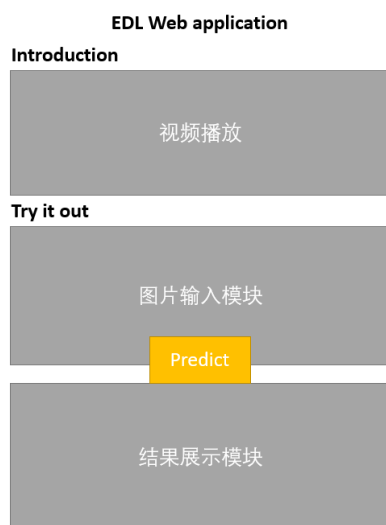 EDL Web application
Introduction
视频播放
Try it out
图片输入模块
Predict
结果展示模块